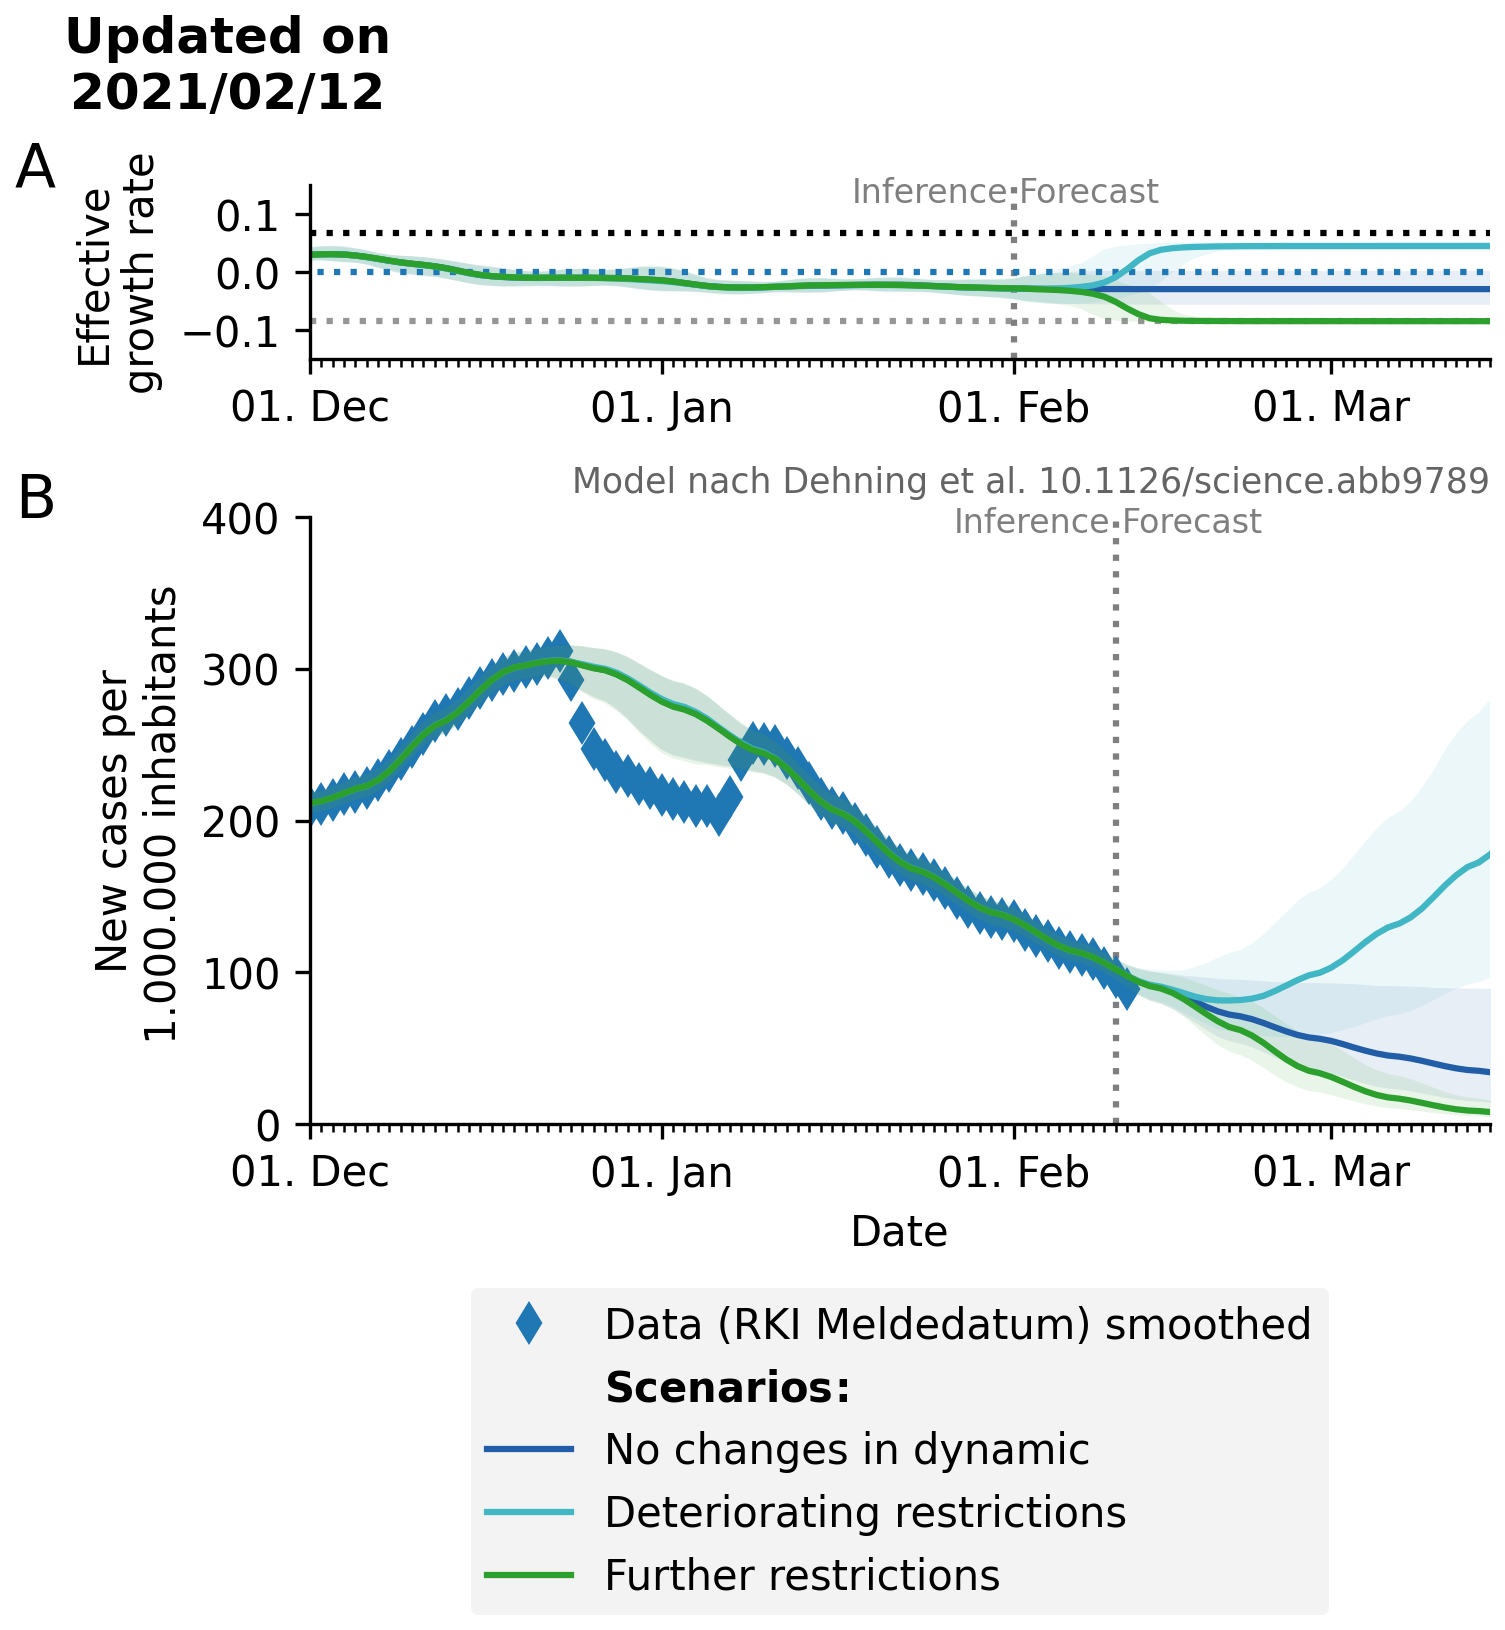 Updated on
2021/02/12
A
Effective
growth rate
0.1
0.0
−0.1
Inference Forecast
01. Dec
01. Jan
01. Feb
01. Mar
B
Model nach Dehning et al. 10.1126/science.abb9789
Inference Forecast
New cases per
1.000.000 inhabitants
400
300
200
100
0
01. Dec
01. Jan
01. Feb
01. Mar
Date
Data (RKI Meldedatum) smoothed
Scenarios:
No changes in dynamic
Deteriorating restrictions
Further restrictions